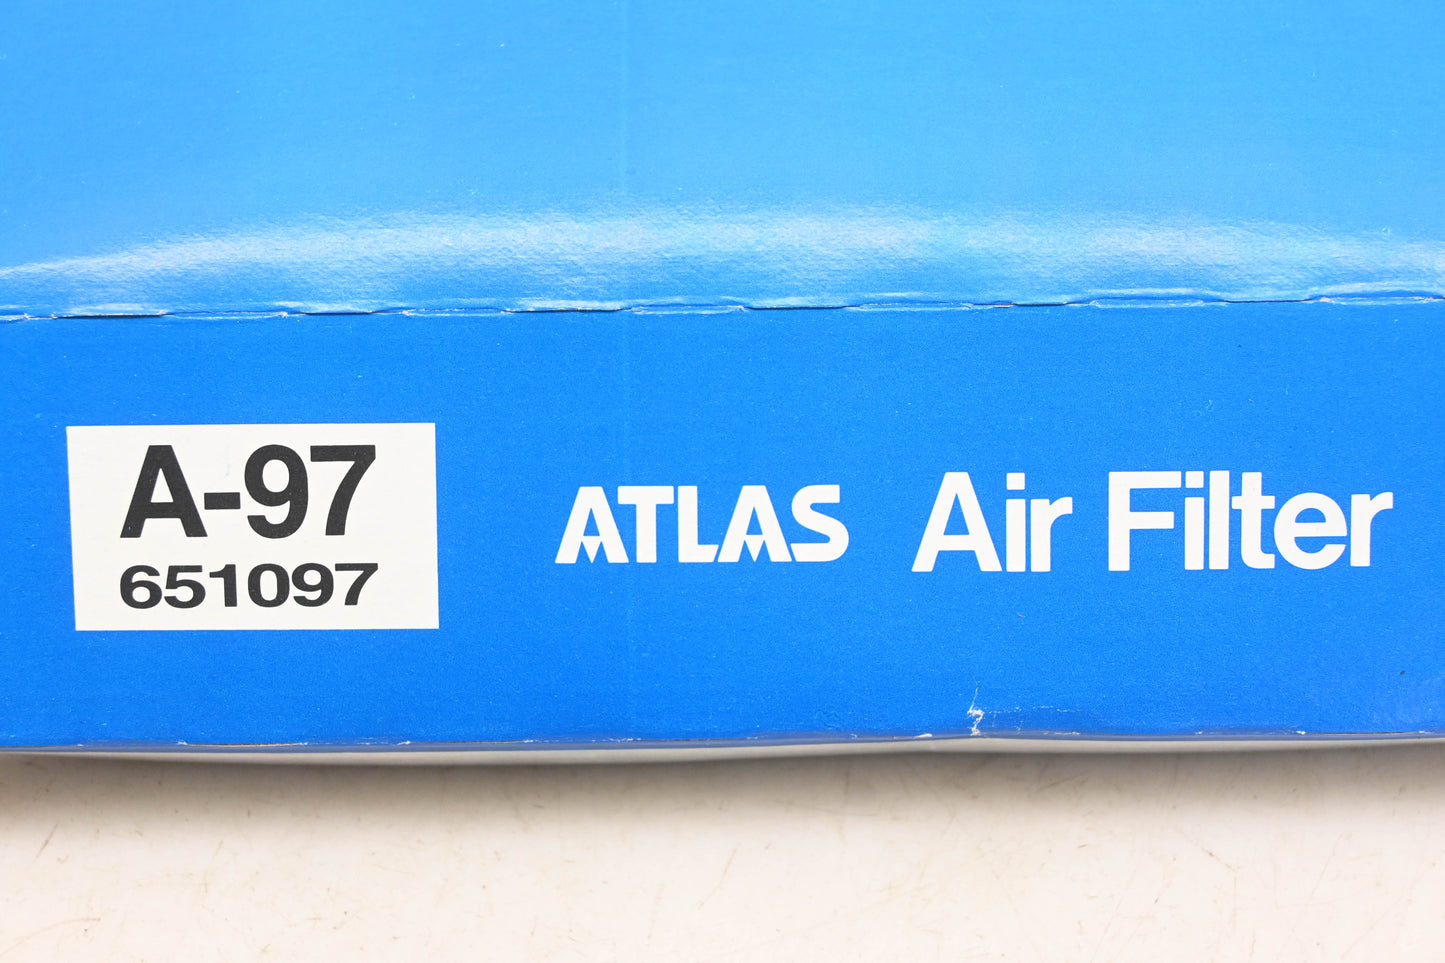 A-97
651097
ATLAS Air Filter